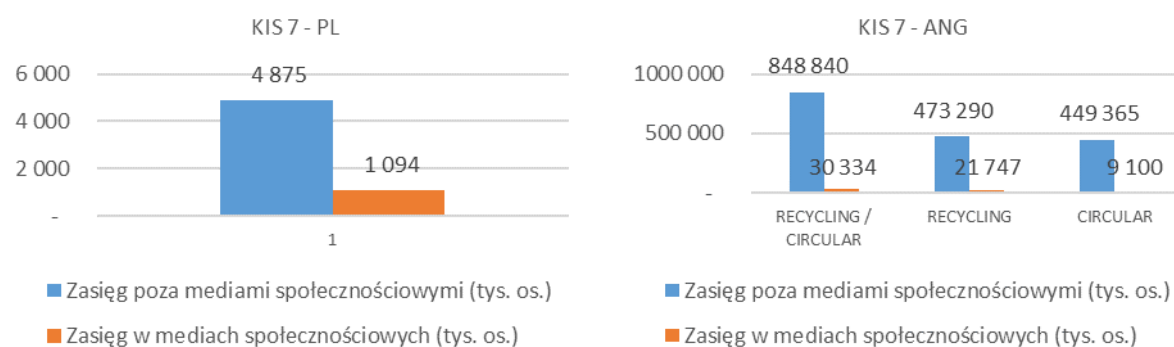 KIS 7 - PL
6 000
4 000
2 000
-
4 875
1 094
1
Zasięg poza mediami społecznościowymi (tys. os.)
Zasięg w mediach społecznościowych (tys. os.)
KIS 7 - ANG
1000 000
500 000
-
848 840
30 334
473 290
21 747
449 365
9 100
RECYCLING /
CIRCULAR
RECYCLING
CIRCULAR
Zasięg poza mediami społecznościowymi (tys. os.)
Zasięg w mediach społecznościowych (tys. os.)